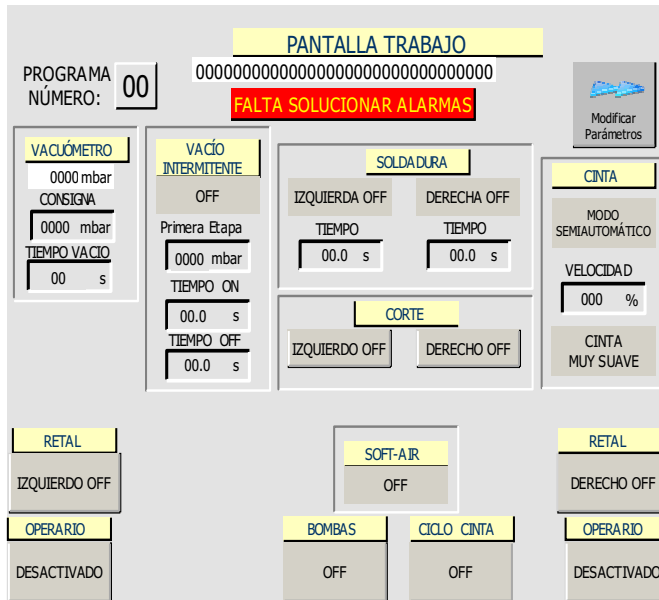 PANTALLA TRABAJO
PROGRAMA
NÚMERO:
00
00000000000000000000000000000000
FALTA SOLUCIONAR ALARMAS
Modificar
Parámetros
VACUÓMETRO
0000 mbar
CONSIGNA
0000 mbar
TIEMPO VACIO
00 s
VACÍO
INTERMITENTE
OFF
Primera Etapa
0000 mbar
TIEMPO ON
00.0 s
TIEMPO OFF
00.0 s
SOLDADURA
IZQUIERDA OFF
DERECHA OFF
TIEMPO
TIEMPO
00.0 s
00.0 s
CORTE
IZQUIERDO OFF
DERECHO OFF
CINTA
MODO
SEMIAUTOMÁTICO
VELOCIDAD
000 %
CINTA
MUY SUAVE
RETAL
IZQUIERDO OFF
SOFT-AIR
OFF
RETAL
DERECHO OFF
OPERARIO
DESACTIVADO
BOMBAS
OFF
CICLO CINTA
OFF
OPERARIO
DESACTIVADO